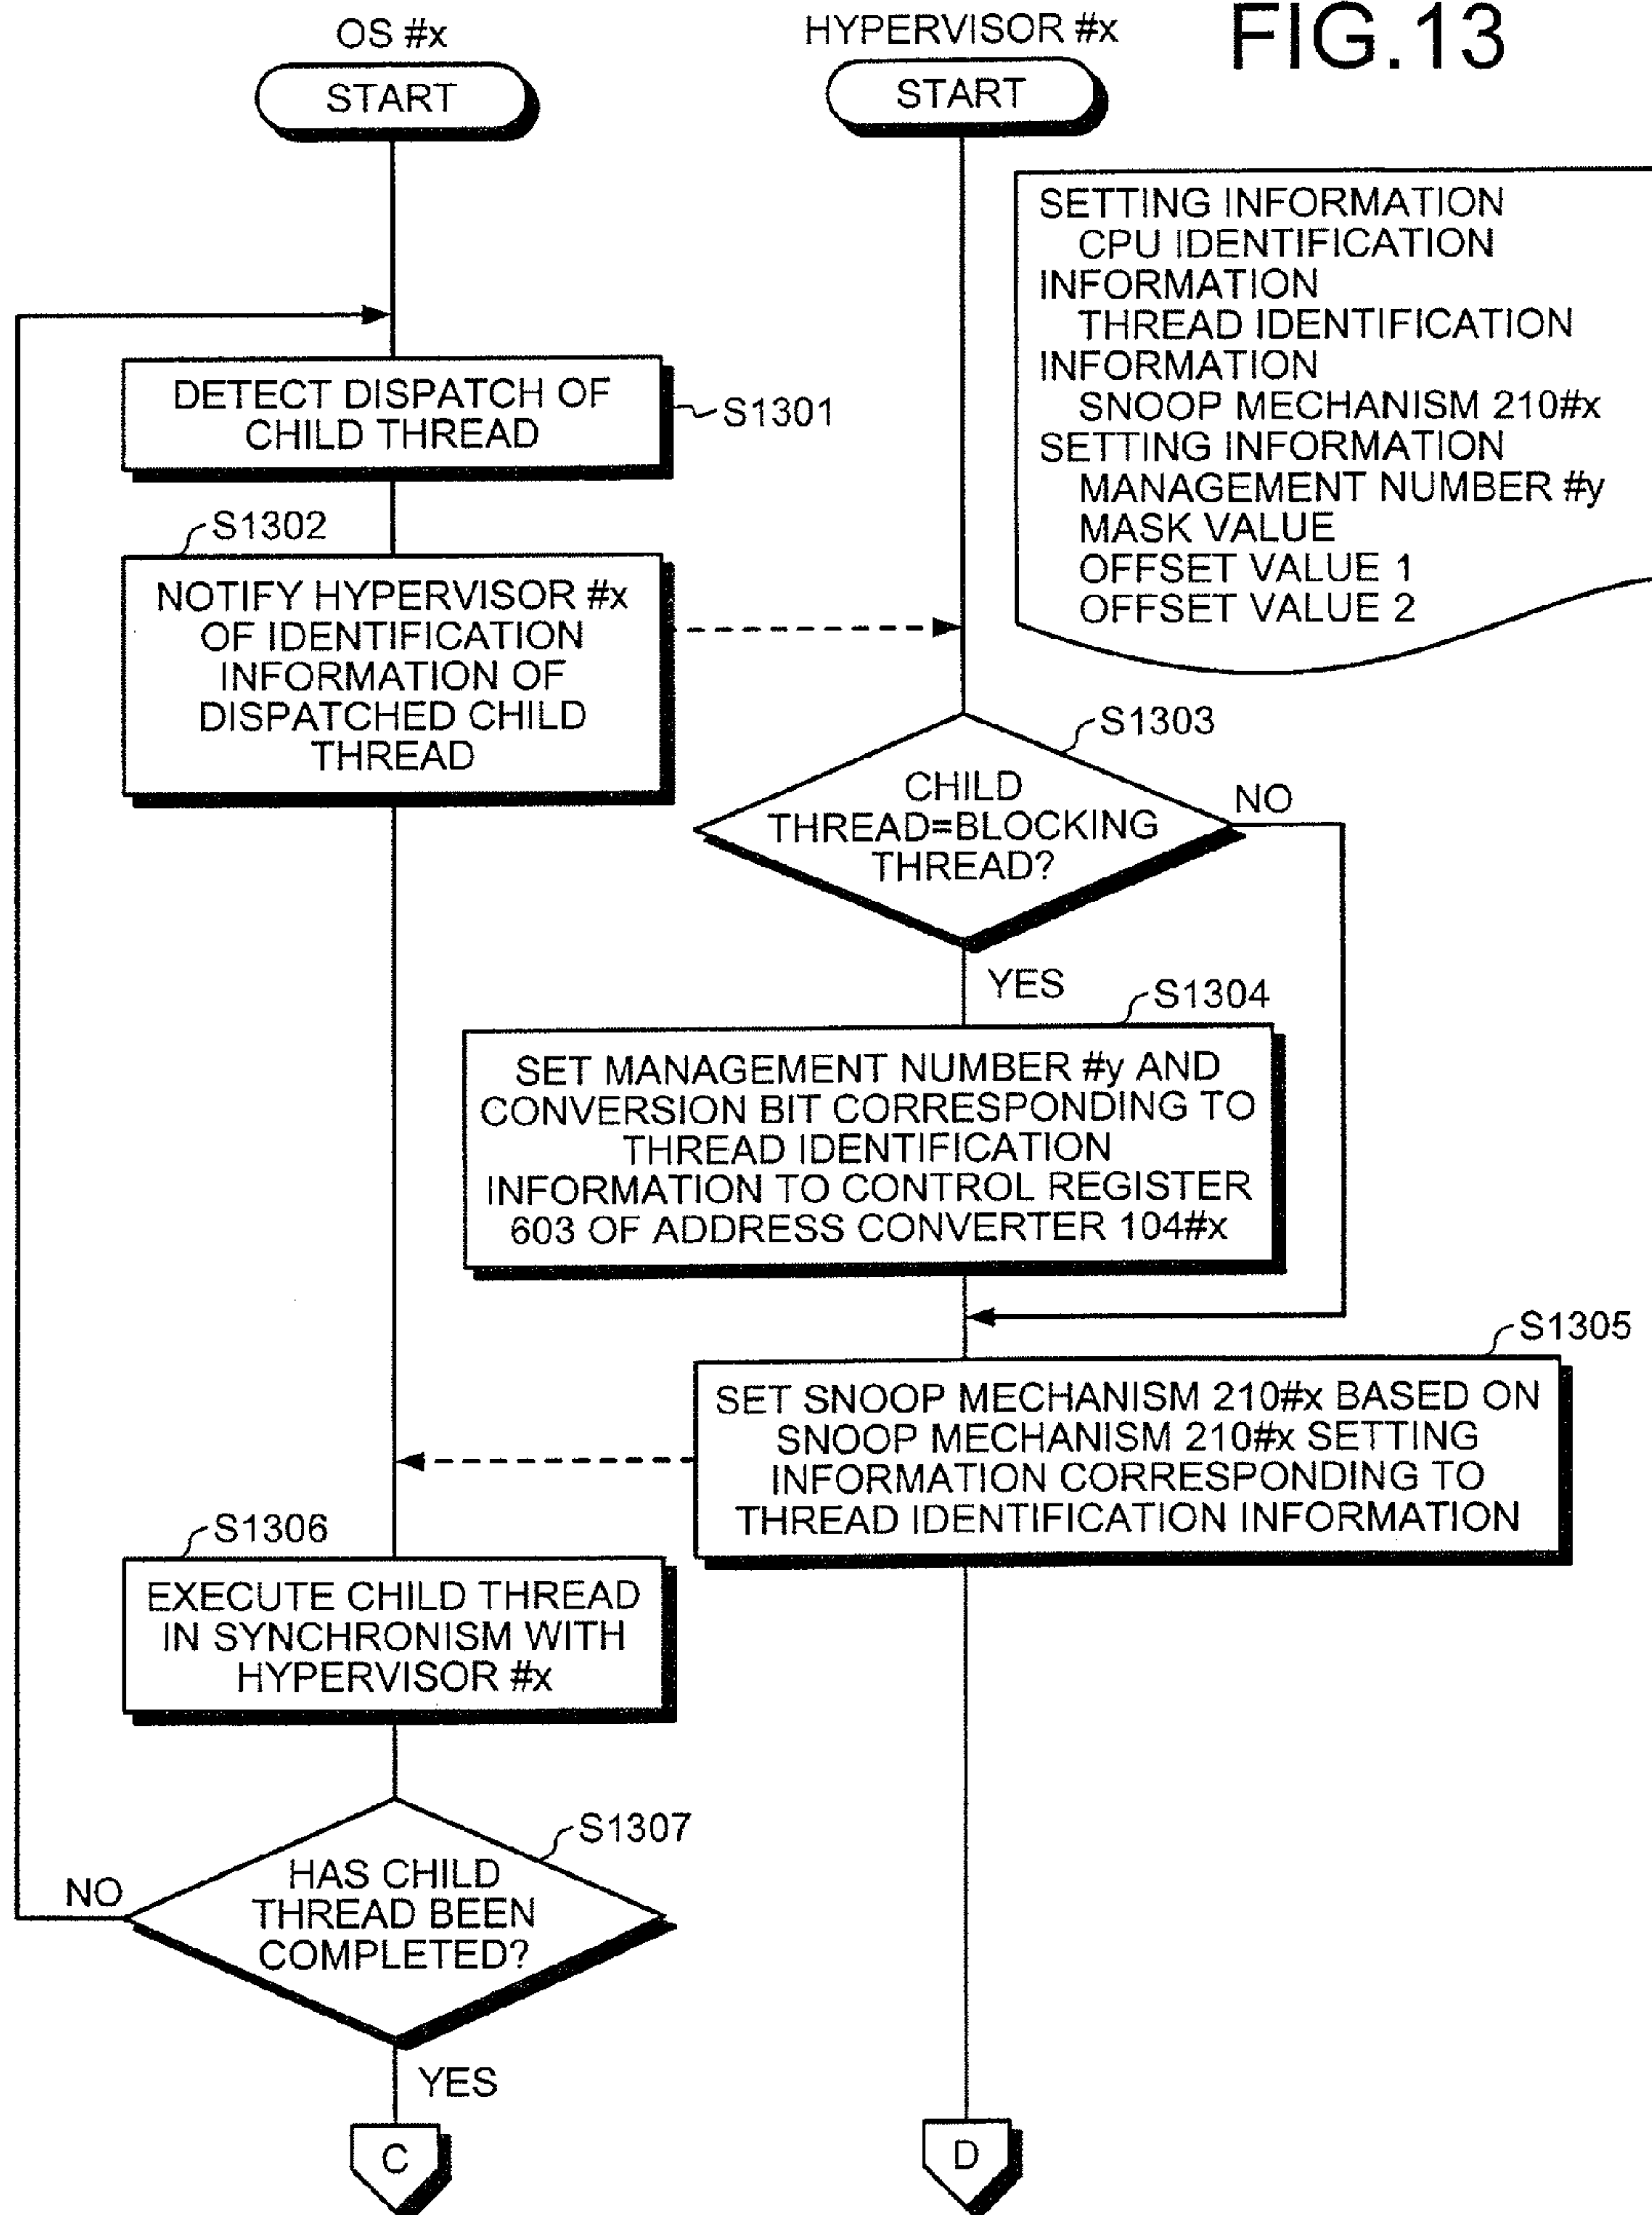 FIG.13
OS #x
START
HYPERVISOR #x
START
SETTING INFORMATION
CPU IDENTIFICATION
INFORMATION
THREAD IDENTIFICATION
INFORMATION
SNOOP MECHANISM 210#x
SETTING INFORMATION
MANAGEMENT NUMBER #y
MASK VALUE
OFFSET VALUE 1
OFFSET VALUE 2
DETECT DISPATCH OF
CHILD THREAD
S1301
S1302
NOTIFY HYPERVISOR #x
OF IDENTIFICATION
INFORMATION OF
DISPATCHED CHILD
THREAD
S1303
CHILD
THREAD=BLOCKING
THREAD?
NO
YES
S1304
SET MANAGEMENT NUMBER #y AND
CONVERSION BIT CORRESPONDING TO
THREAD IDENTIFICATION
INFORMATION TO CONTROL REGISTER
603 OF ADDRESS CONVERTER 104#x
S1305
SET SNOOP MECHANISM 210#x BASED ON
SNOOP MECHANISM 210#x SETTING
INFORMATION CORRESPONDING TO
THREAD IDENTIFICATION INFORMATION
S1306
EXECUTE CHILD THREAD
IN SYNCHRONISM WITH
HYPERVISOR #x
S1307
HAS CHILD
THREAD BEEN
COMPLETED?
NO
YES
C
D